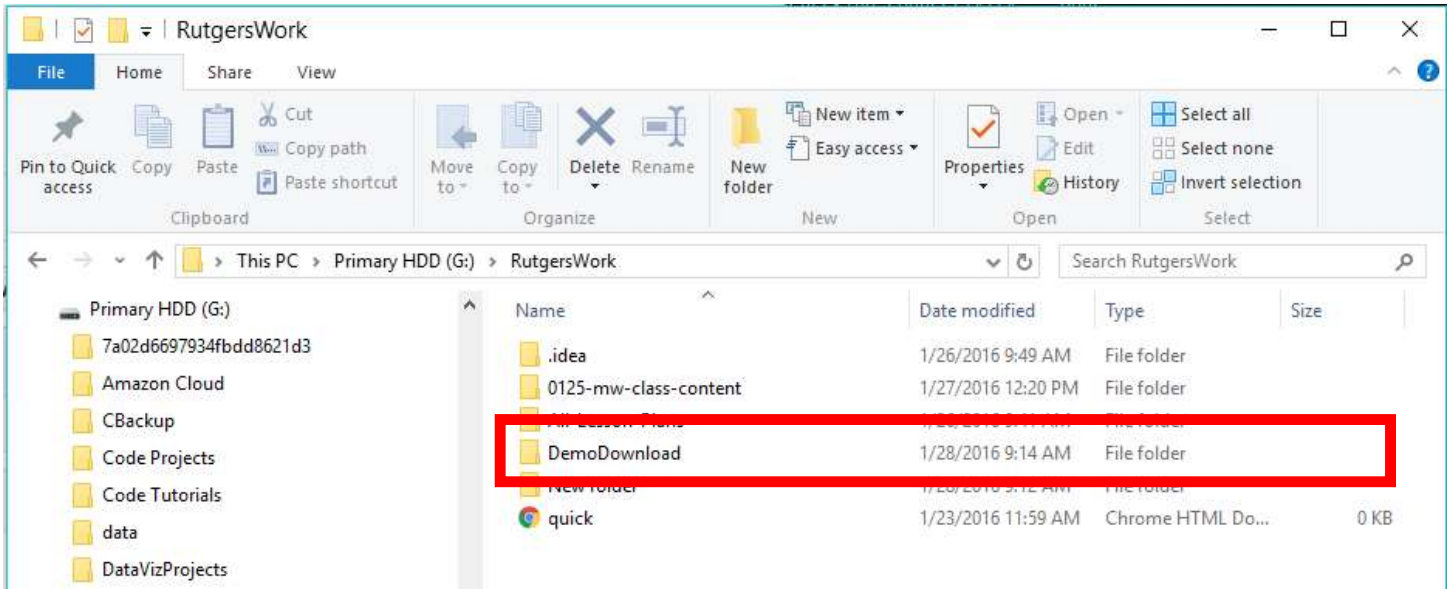 RutgersWork
File Home Share View
Pin to Quick access
Copy
Paste
Cut
Copy path
Paste shortcut
Clipboard
Move to
Copy to
Delete
Rename
Organize
New folder
New item
Easy access
New
Properties
Open
Edit
History
Open
Select all
Select none
Invert selection
Select
This PC > Primary HDD (G:) > RutgersWork
Search RutgersWork
Primary HDD (G:)
7a02d6697934fbdd8621d3
Amazon Cloud
CBackup
Code Projects
Code Tutorials
data
DataVizProjects
Name Date modified Type Size
.idea 1/26/2016 9:49 AM File folder
0125-mw-class-content 1/27/2016 12:20 PM File folder
DemoDownload 1/28/2016 9:14 AM File folder
New folder
quick 1/23/2016 11:59 AM Chrome HTML Do... 0 KB